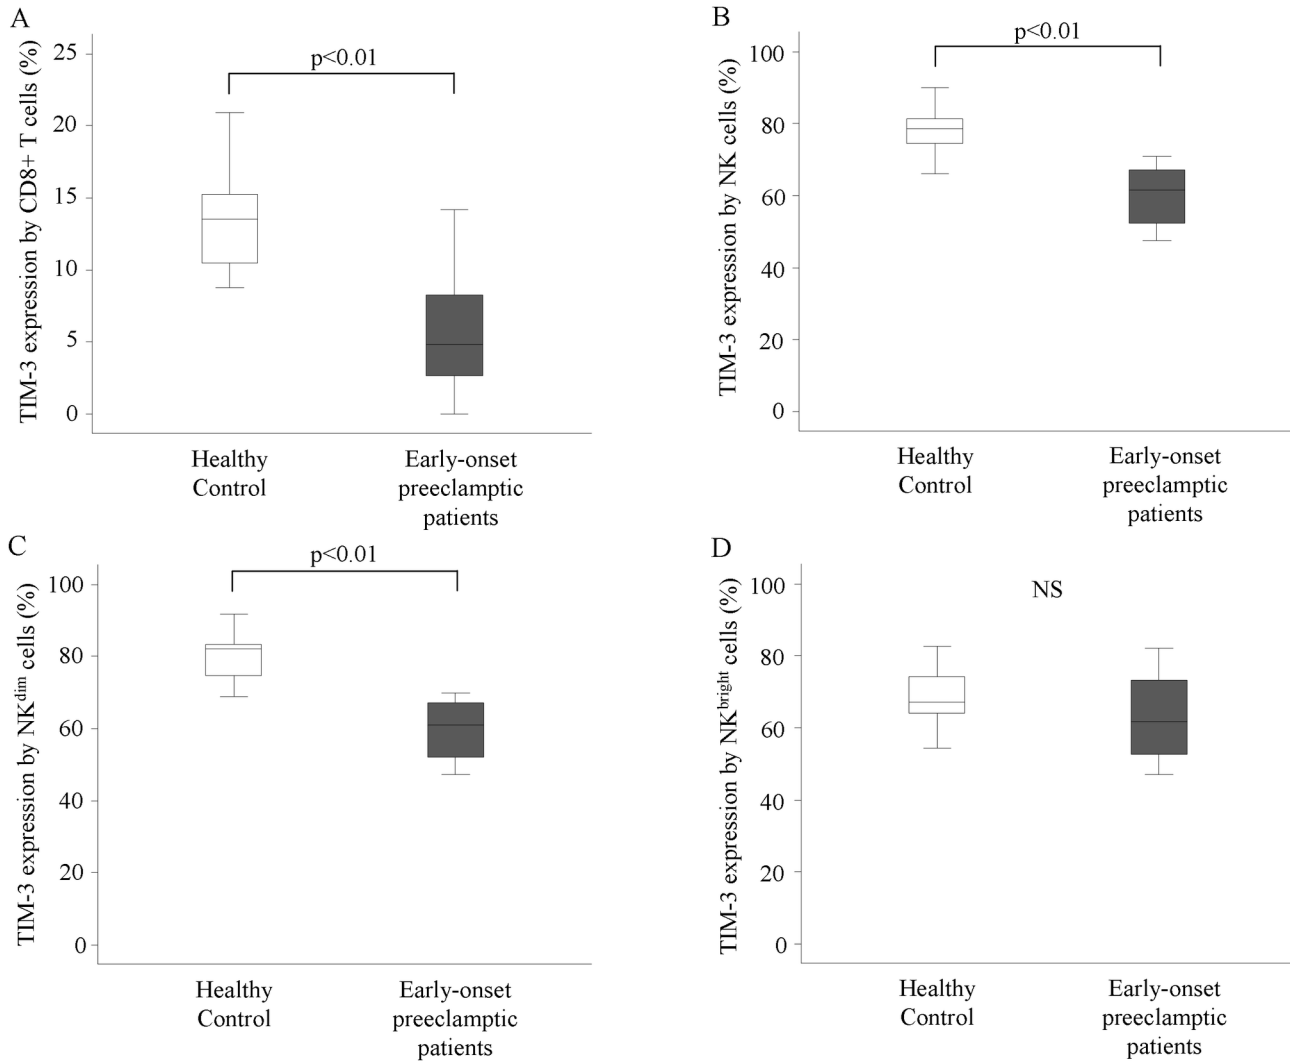 A
TIM-3 expression by CD8+ T cells (%)
25
20
15
10
5
0
p<0.01
Healthy
Control
Early-onset
preeclamptic
patients
B
TIM-3 expression by NK cells (%)
100
80
60
40
20
0
p<0.01
Healthy
Control
Early-onset
preeclamptic
patients
C
TIM-3 expression by NK^dim cells (%)
100
80
60
40
20
0
p<0.01
Healthy
Control
Early-onset
preeclamptic
patients
D
TIM-3 expression by NK^bright cells (%)
100
80
60
40
20
0
NS
Healthy
Control
Early-onset
preeclamptic
patients